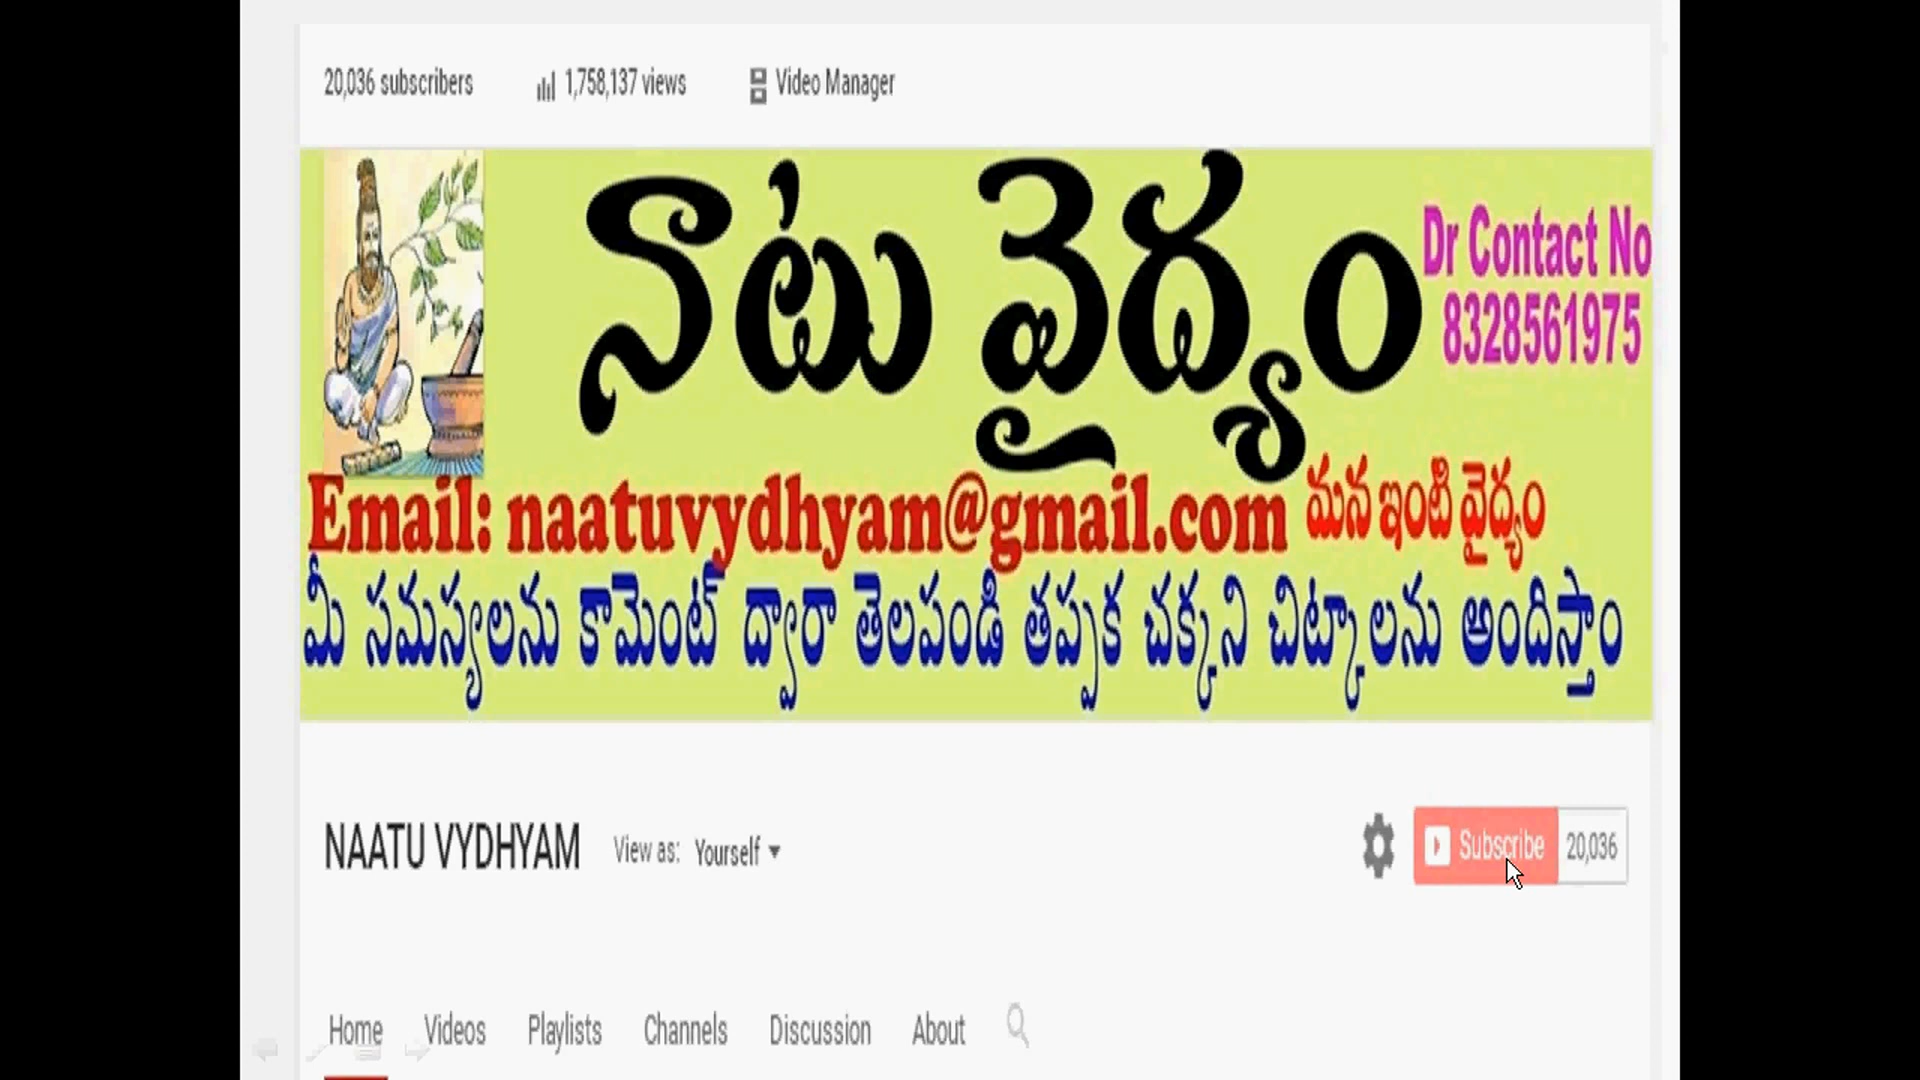 20,036 subscribers 1,758,137 views Video Manager
నాటు వైద్యం
Dr Contact No
8328561975
Email: naatuvydhyam@gmail.com మన ఇంటి వైద్యం
మీ సమస్యలను కామెంట్ ద్వారా తెలపండి తప్పక చక్కని చిట్కాలను అందిస్తాం
NAATU VYDHYAM View as: Yourself Subscribe 20,036
Home Videos Playlists Channels Discussion About